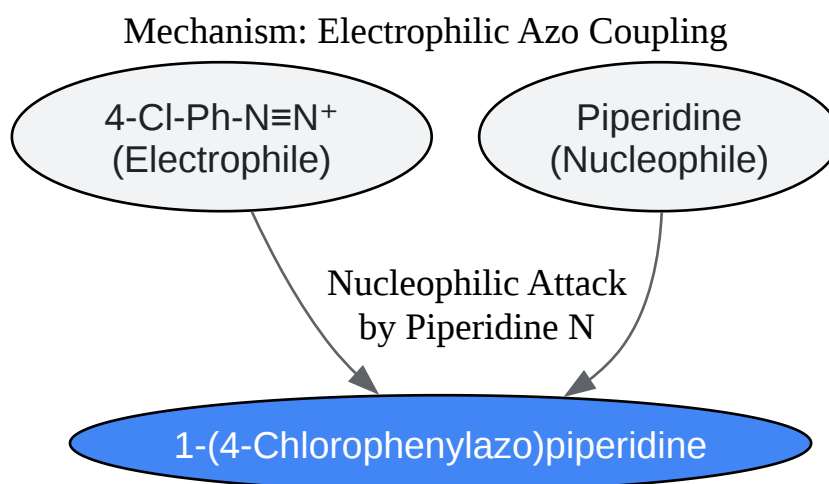 Mechanism: Electrophilic Azo Coupling
4-Cl-Ph-N≡N⁺
(Electrophile)
Piperidine
(Nucleophile)
Nucleophilic Attack
by Piperidine N
1-(4-Chlorophenylazo)piperidine